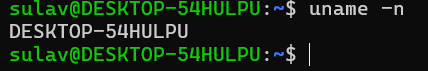 sulav@DESKTOP-54HULPU:~$ uname -n
DESKTOP-54HULPU
sulav@DESKTOP-54HULPU:~$